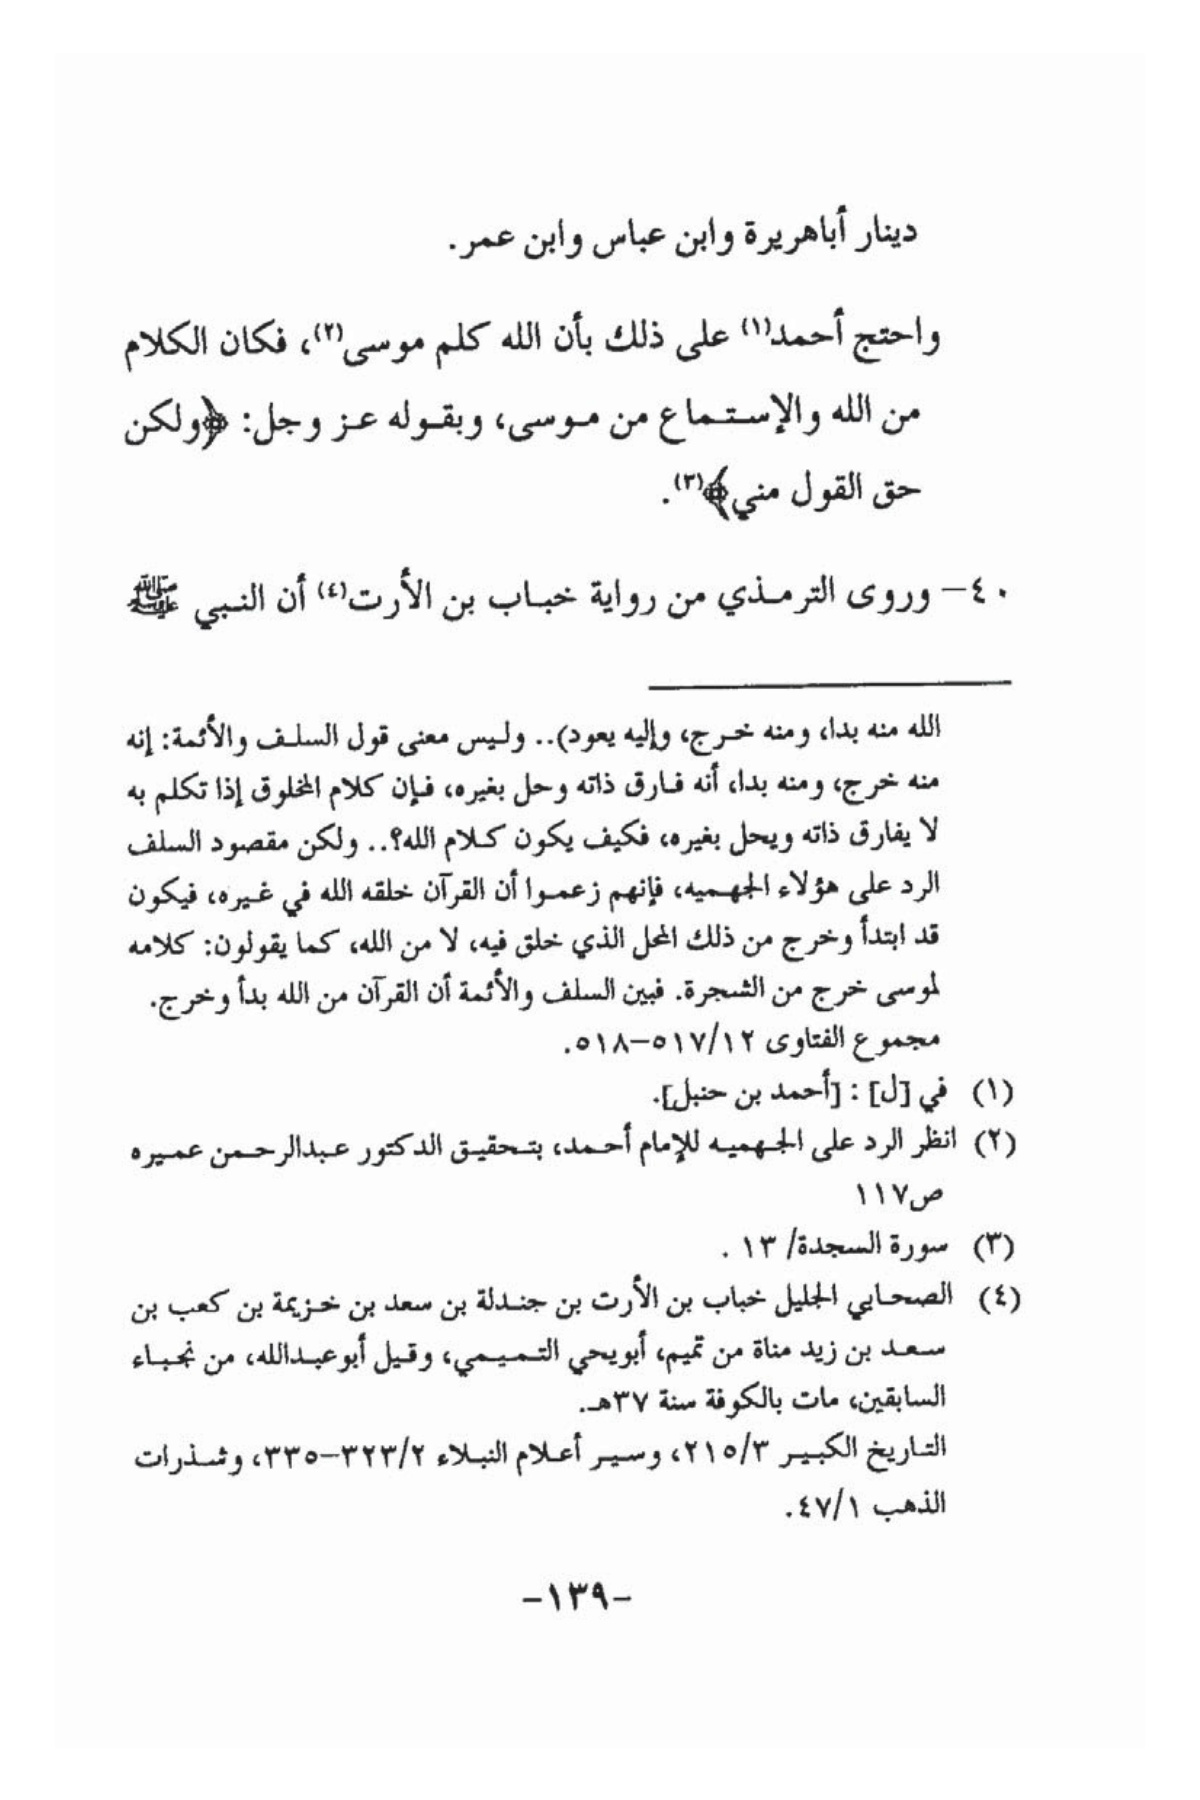 دينار أباهريرة وابن عباس وابن عمر.
واحتج أحمد(١) على ذلك بأن الله كلم موسى(٢)، فكان الكلام
من الله والإستماع من موسى، وبقوله عز وجل: ﴿ولكن
حق القول مني﴾(٣).
٤٠– وروى الترمذي من رواية خباب بن الأرت(٤) أن النبي ﷺ
الله منه بدا، ومنه خرج، وإليه يعود).. وليس معنى قول السلف والأئمة: إنه
منه خرج، ومنه بدا، أنه فارق ذاته وحل بغيره، فإن كلام المخلوق إذا تكلم به
لا يفارق ذاته ويحل بغيره، فكيف يكون كلام الله؟.. ولكن مقصود السلف
الرد على هؤلاء الجهميه، فإنهم زعموا أن القرآن خلقه الله في غيره، فيكون
قد ابتدأ وخرج من ذلك المحل الذي خلق فيه، لا من الله، كما يقولون: كلامه
لموسى خرج من الشجرة. فبين السلف والأئمة أن القرآن من الله بدأ وخرج.
مجموع الفتاوى ٥١٧/١٢–٥١٨.
(١) في [ل] : [أحمد بن حنبل].
(٢) انظر الرد على الجهميه للإمام أحمد، بتحقيق الدكتور عبدالرحمن عميره
ص١١٧
(٣) سورة السجدة/ ١٣ .
(٤) الصحابي الجليل خباب بن الأرت بن جندلة بن سعد بن خزيمة بن كعب بن
سعد بن زيد مناة من تميم، أبويحي التميمي، وقيل أبوعبدالله، من نجباء
السابقين، مات بالكوفة سنة ٣٧هـ.
التاريخ الكبير ٢١٥/٣، وسير أعلام النبلاء ٣٢٣/٢–٣٣٥، وشذرات
الذهب ٤٧/١.
–١٣٩–